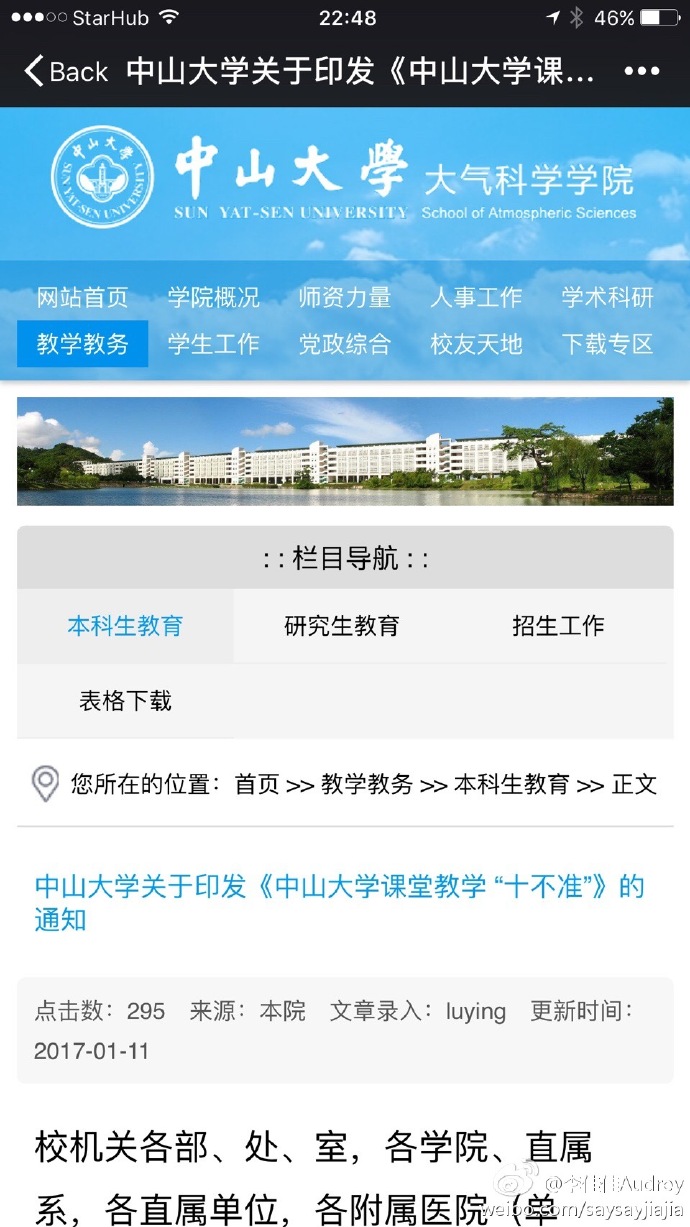 StarHub 22:48 46%
Back 中山大学关于印发《中山大学课... •••
中山大学
SUN YAT-SEN UNIVERSITY
中山大學 大气科学学院
SUN YAT-SEN UNIVERSITY School of Atmospheric Sciences
网站首页 学院概况 师资力量 人事工作 学术科研
教学教务 学生工作 党政综合 校友天地 下载专区
: : 栏目导航 : :
本科生教育 研究生教育 招生工作
表格下载
您所在的位置：首页 >> 教学教务 >> 本科生教育 >> 正文
中山大学关于印发《中山大学课堂教学 “十不准”》的
通知
点击数：295 来源：本院 文章录入：luying 更新时间：
2017-01-11
校机关各部、处、室，各学院、直属
系，各直属单位，各附属医院（单
Audrey
weibo.com/saysayjiajia